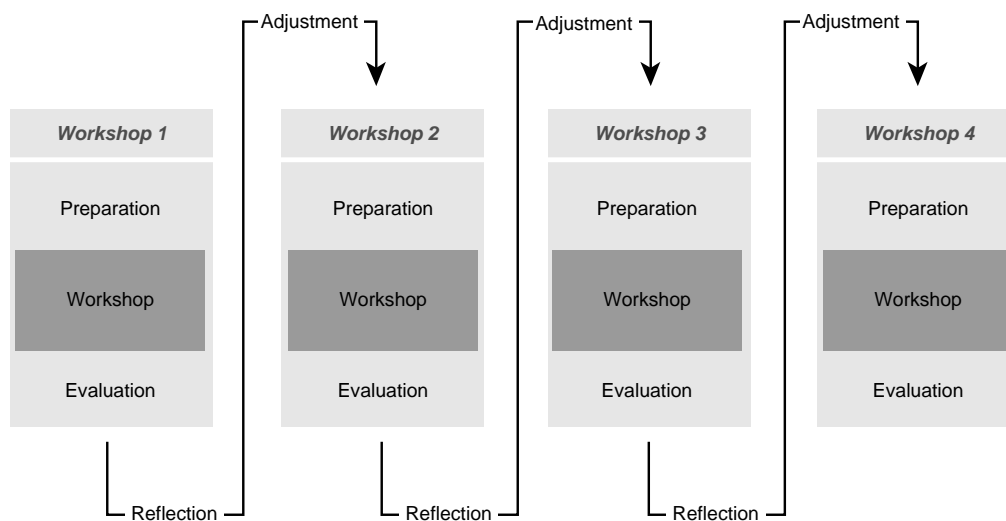 Adjustment
Adjustment
Adjustment
Workshop 1
Workshop 2
Workshop 3
Workshop 4
Preparation
Preparation
Preparation
Preparation
Workshop
Workshop
Workshop
Workshop
Evaluation
Evaluation
Evaluation
Evaluation
Reflection
Reflection
Reflection